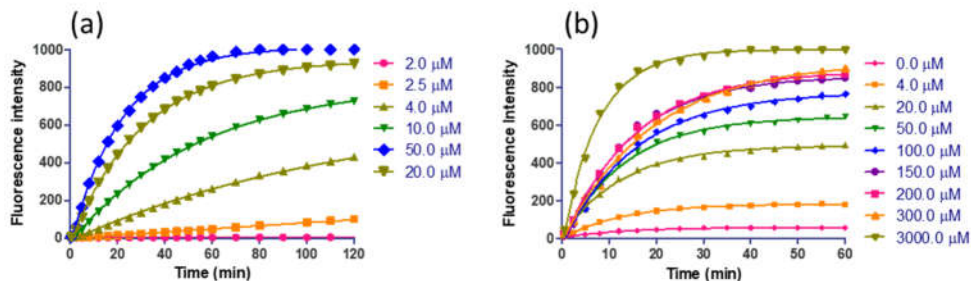 (a)
Fluorescence intensity
1000
800
600
400
200
0
0 20 40 60 80 100 120
Time (min)
2.0 µM
2.5 µM
4.0 µM
10.0 µM
50.0 µM
20.0 µM
(b)
Fluorescence intensity
1000
800
600
400
200
0
0 10 20 30 40 50 60
Time (min)
0.0 µM
4.0 µM
20.0 µM
50.0 µM
100.0 µM
150.0 µM
200.0 µM
300.0 µM
3000.0 µM